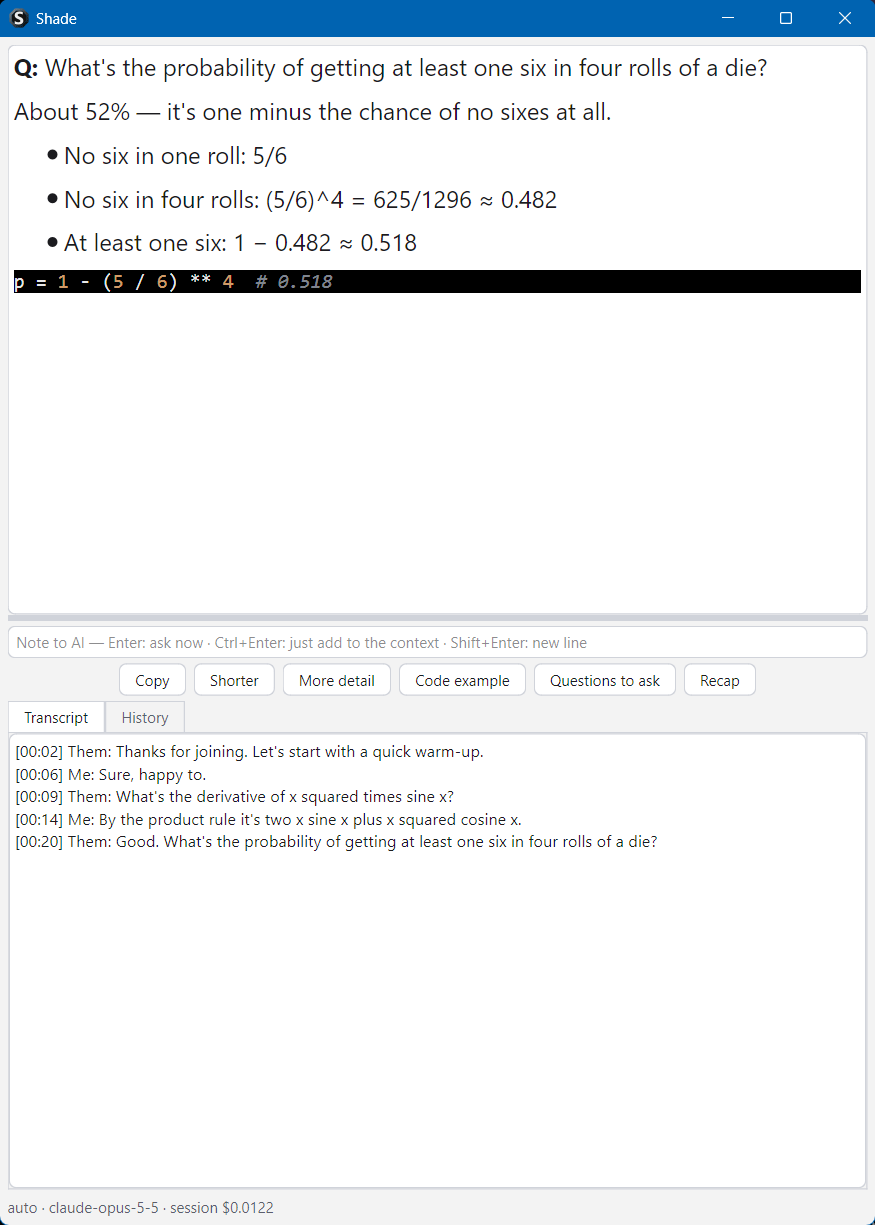 Shade
Q: What's the probability of getting at least one six in four rolls of a die?
About 52% — it's one minus the chance of no sixes at all.
• No six in one roll: 5/6
• No six in four rolls: (5/6)^4 = 625/1296 ≈ 0.482
• At least one six: 1 − 0.482 ≈ 0.518
p = 1 - (5 / 6) ** 4  # 0.518
Note to AI — Enter: ask now · Ctrl+Enter: just add to the context · Shift+Enter: new line
Copy Shorter More detail Code example Questions to ask Recap
Transcript History
[00:02] Them: Thanks for joining. Let's start with a quick warm-up.
[00:06] Me: Sure, happy to.
[00:09] Them: What's the derivative of x squared times sine x?
[00:14] Me: By the product rule it's two x sine x plus x squared cosine x.
[00:20] Them: Good. What's the probability of getting at least one six in four rolls of a die?
auto · claude-opus-5-5 · session $0.0122